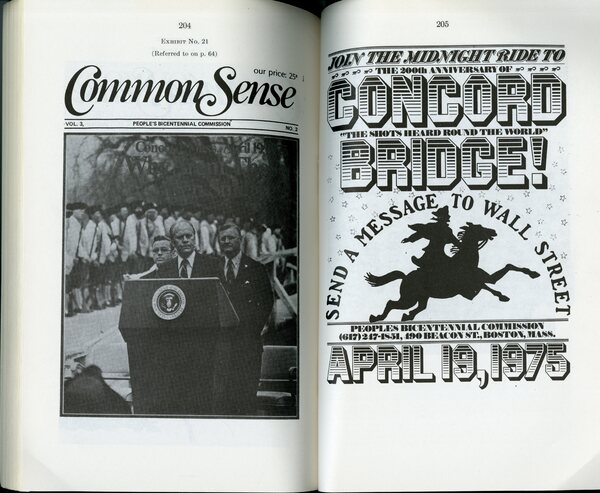 204
EXHIBIT No. 21
(Referred to on p. 64)
our price: 25¢
Common Sense
VOL. 3, PEOPLE'S BICENTENNIAL COMMISSION NO. 2
205
JOIN THE MIDNIGHT RIDE TO
THE 200th ANNIVERSARY OF
CONCORD
"THE SHOTS HEARD ROUND THE WORLD"
BRIDGE!
SEND A MESSAGE TO WALL STREET
PEOPLES BICENTENNIAL COMMISSION
(617) 247-1851, 490 BEACON ST., BOSTON, MASS.
APRIL 19, 1975